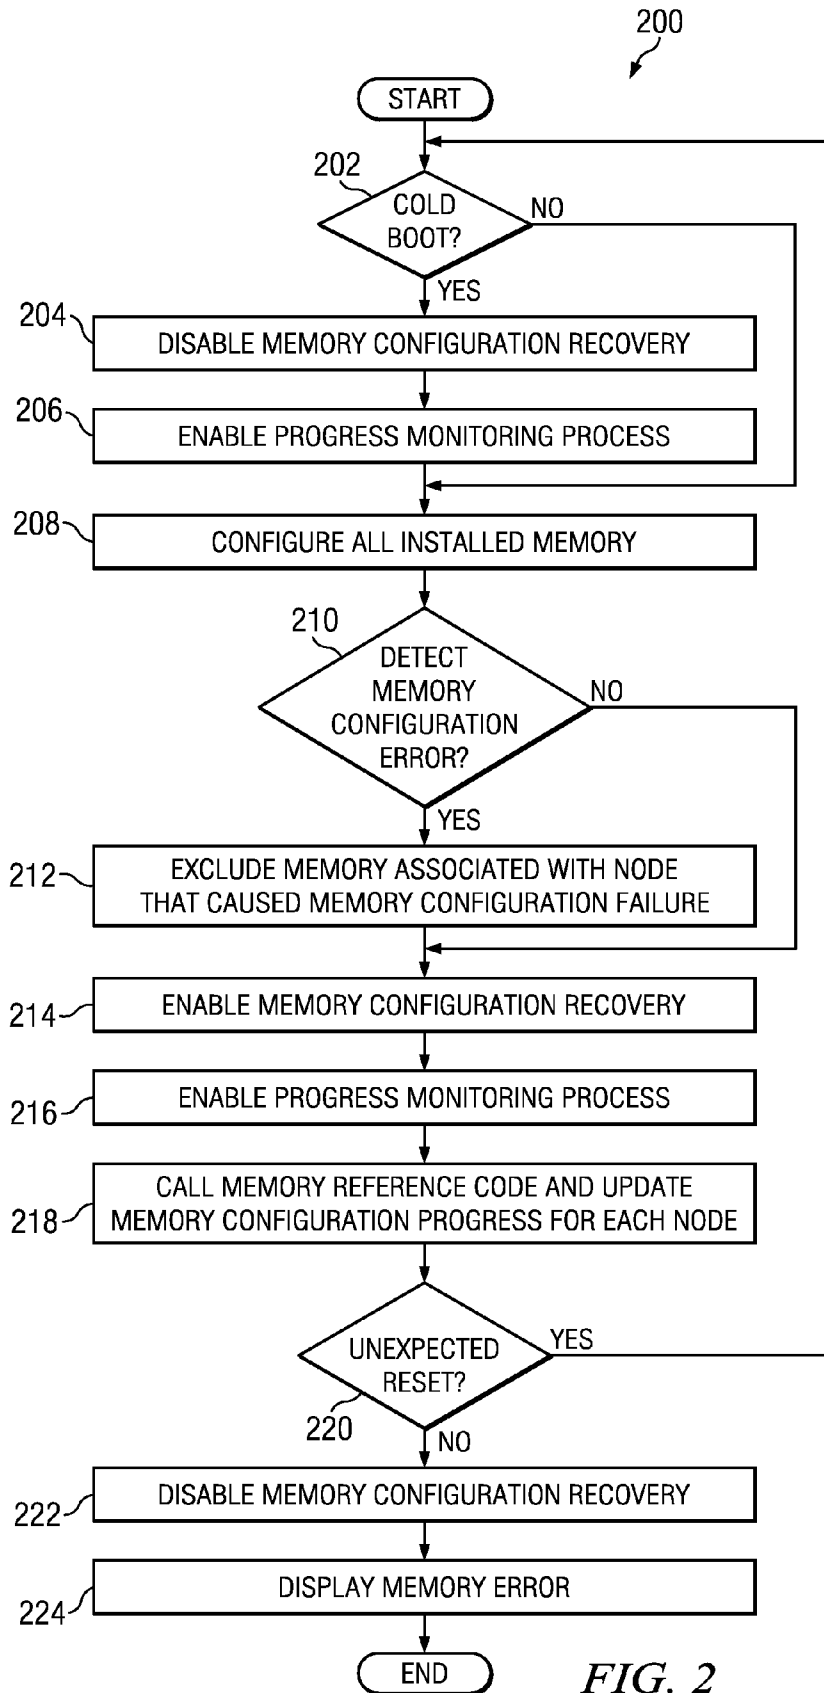 200
START
202
COLD
BOOT?
NO
YES
204
DISABLE MEMORY CONFIGURATION RECOVERY
206
ENABLE PROGRESS MONITORING PROCESS
208
CONFIGURE ALL INSTALLED MEMORY
210
DETECT
MEMORY
CONFIGURATION
ERROR?
NO
YES
212
EXCLUDE MEMORY ASSOCIATED WITH NODE
THAT CAUSED MEMORY CONFIGURATION FAILURE
214
ENABLE MEMORY CONFIGURATION RECOVERY
216
ENABLE PROGRESS MONITORING PROCESS
218
CALL MEMORY REFERENCE CODE AND UPDATE
MEMORY CONFIGURATION PROGRESS FOR EACH NODE
UNEXPECTED
RESET?
YES
220
NO
222
DISABLE MEMORY CONFIGURATION RECOVERY
224
DISPLAY MEMORY ERROR
END
FIG. 2